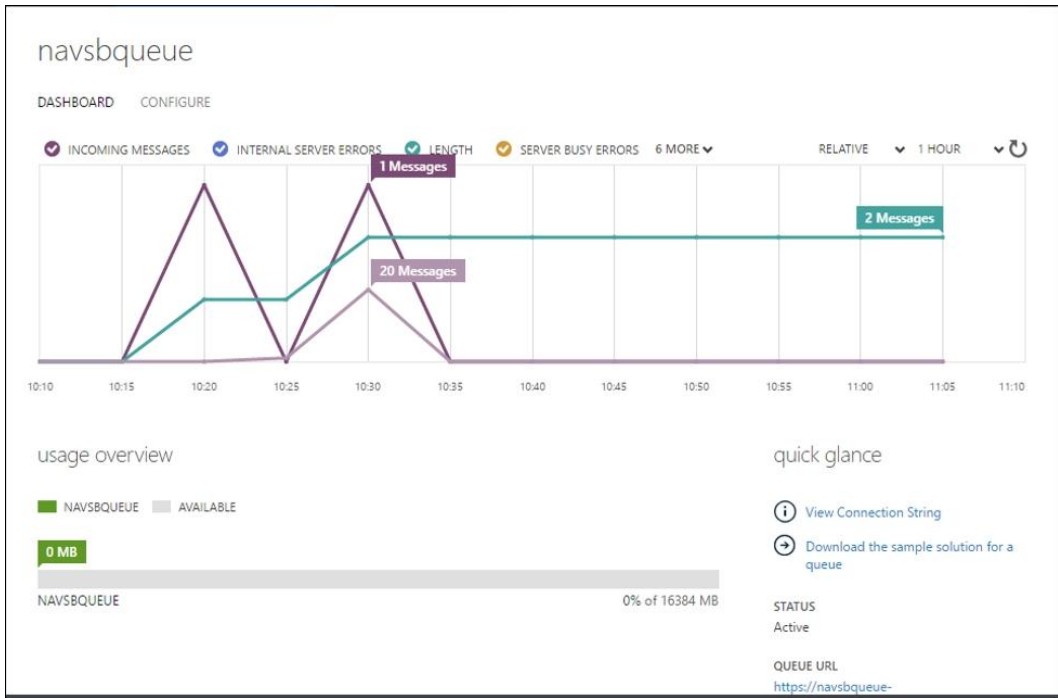 navsbqueue
DASHBOARD CONFIGURE
INCOMING MESSAGES INTERNAL SERVER ERRORS LENGTH SERVER BUSY ERRORS 6 MORE RELATIVE 1 HOUR
1 Messages
2 Messages
20 Messages
10:10 10:15 10:20 10:25 10:30 10:35 10:40 10:45 10:50 10:55 11:00 11:05 11:10
usage overview
NAVSBQUEUE AVAILABLE
0 MB
NAVSBQUEUE 0% of 16384 MB
quick glance
View Connection String
Download the sample solution for a
queue
STATUS
Active
QUEUE URL
https://navsbqueue-